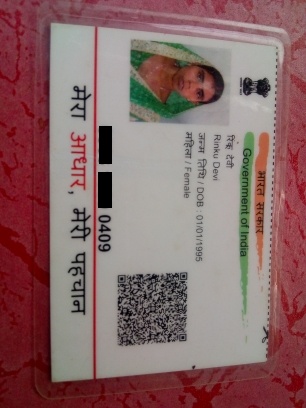 भारत सरकार
Government of India
रिंकू देवी
Rinku Devi
जन्म तिथि / DOB : 01/01/1995
महिला / Female
0409
मेरा आधार, मेरी पहचान